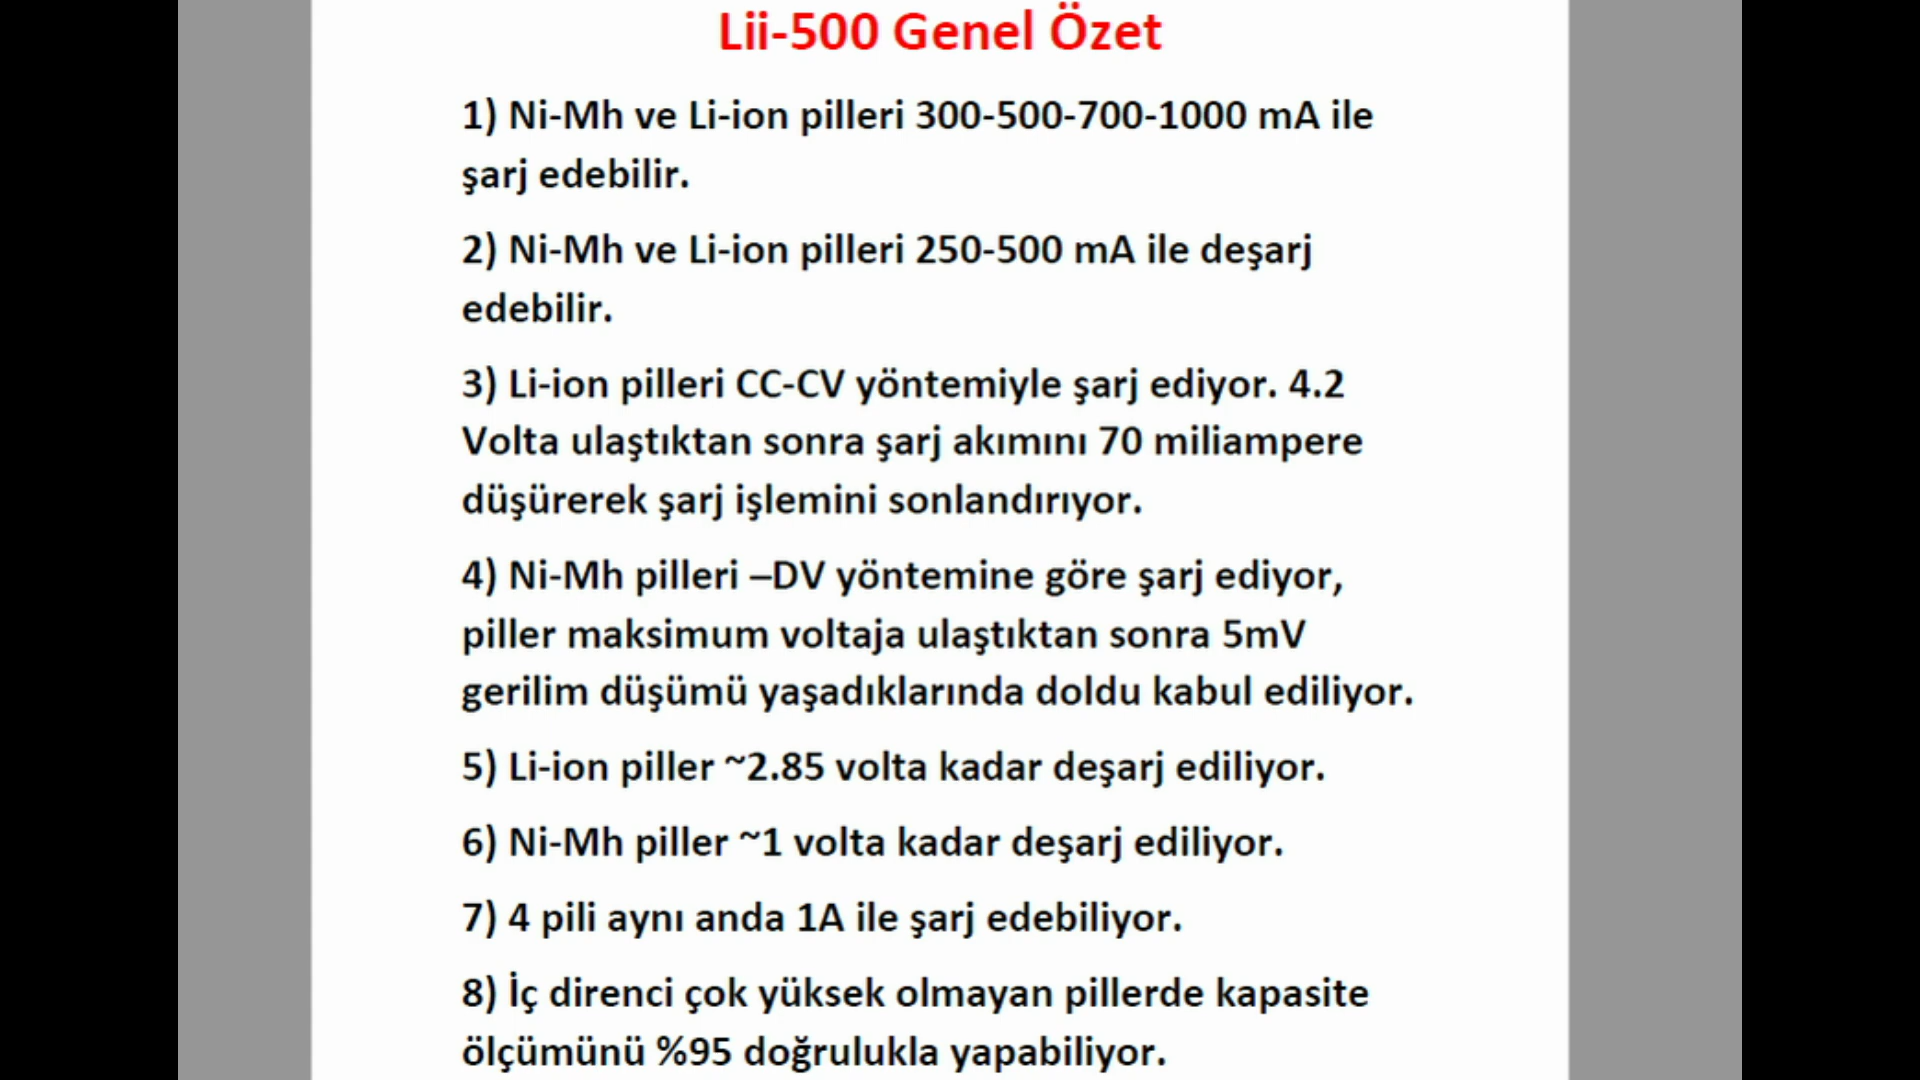 Lii-500 Genel Özet
1) Ni-Mh ve Li-ion pilleri 300-500-700-1000 mA ile
şarj edebilir.
2) Ni-Mh ve Li-ion pilleri 250-500 mA ile deşarj
edebilir.
3) Li-ion pilleri CC-CV yöntemiyle şarj ediyor. 4.2
Volta ulaştıktan sonra şarj akımını 70 miliampere
düşürerek şarj işlemini sonlandırıyor.
4) Ni-Mh pilleri –DV yöntemine göre şarj ediyor,
piller maksimum voltaja ulaştıktan sonra 5mV
gerilim düşümü yaşadıklarında doldu kabul ediliyor.
5) Li-ion piller ~2.85 volta kadar deşarj ediliyor.
6) Ni-Mh piller ~1 volta kadar deşarj ediliyor.
7) 4 pili aynı anda 1A ile şarj edebiliyor.
8) İç direnci çok yüksek olmayan pillerde kapasite
ölçümünü %95 doğrulukla yapabiliyor.